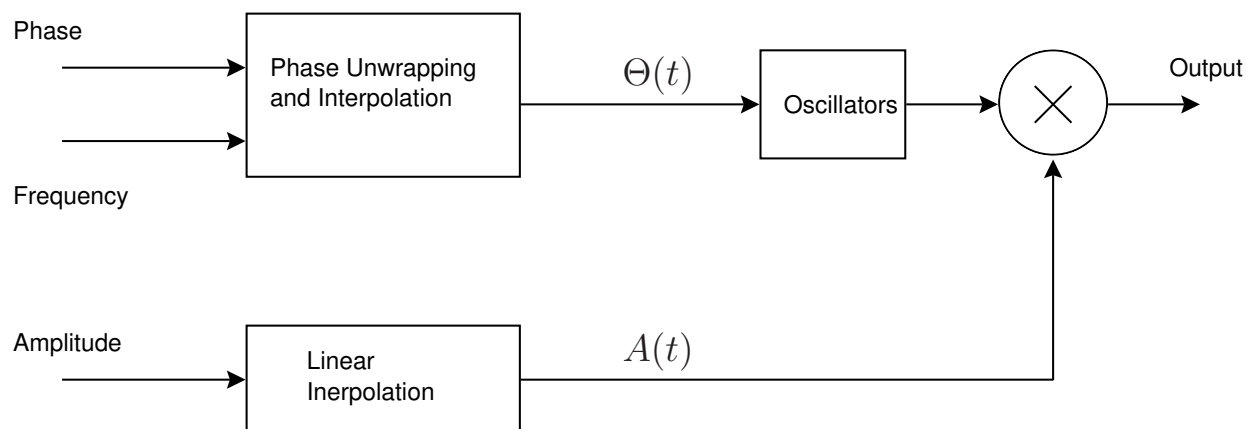 Phase
Phase Unwrapping
and Interpolation
Θ(t)
Oscillators
Output
Frequency
Amplitude
Linear
Inerpolation
A(t)